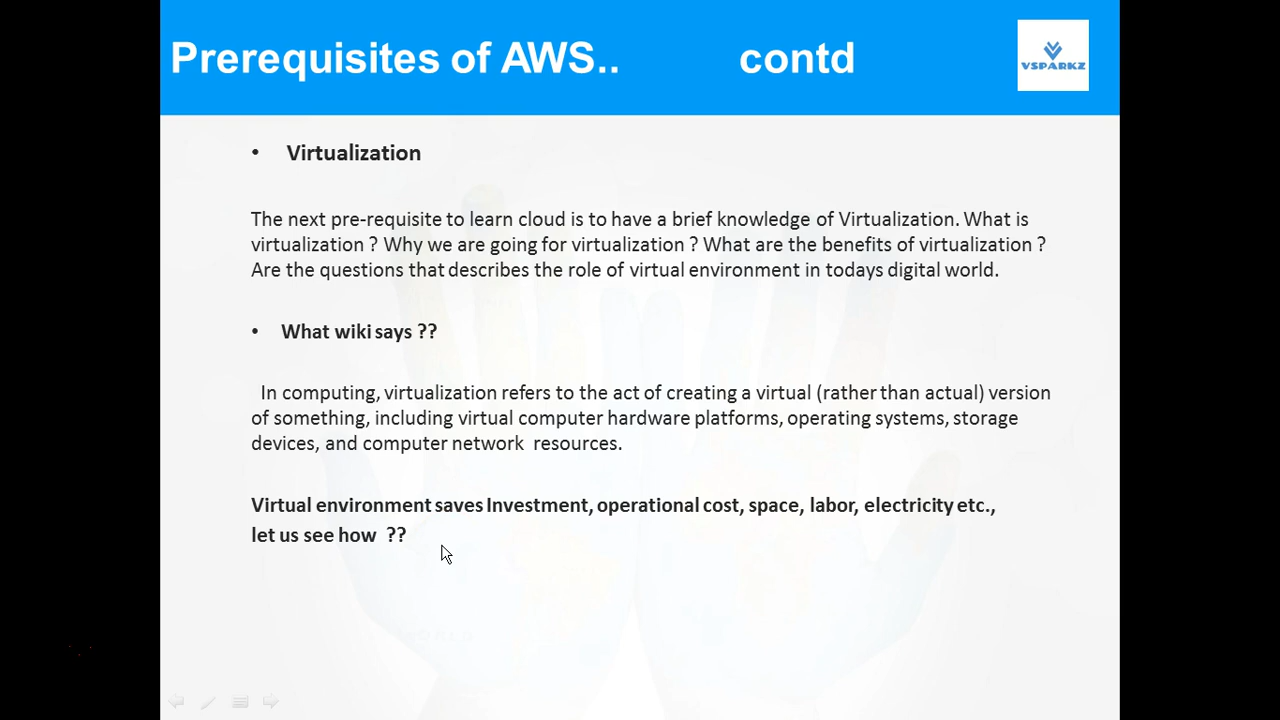 Prerequisites of AWS.. contd
VSPARKZ
• Virtualization
The next pre-requisite to learn cloud is to have a brief knowledge of Virtualization. What is
virtualization ? Why we are going for virtualization ? What are the benefits of virtualization ?
Are the questions that describes the role of virtual environment in todays digital world.
• What wiki says ??
In computing, virtualization refers to the act of creating a virtual (rather than actual) version
of something, including virtual computer hardware platforms, operating systems, storage
devices, and computer network resources.
Virtual environment saves Investment, operational cost, space, labor, electricity etc.,
let us see how ??